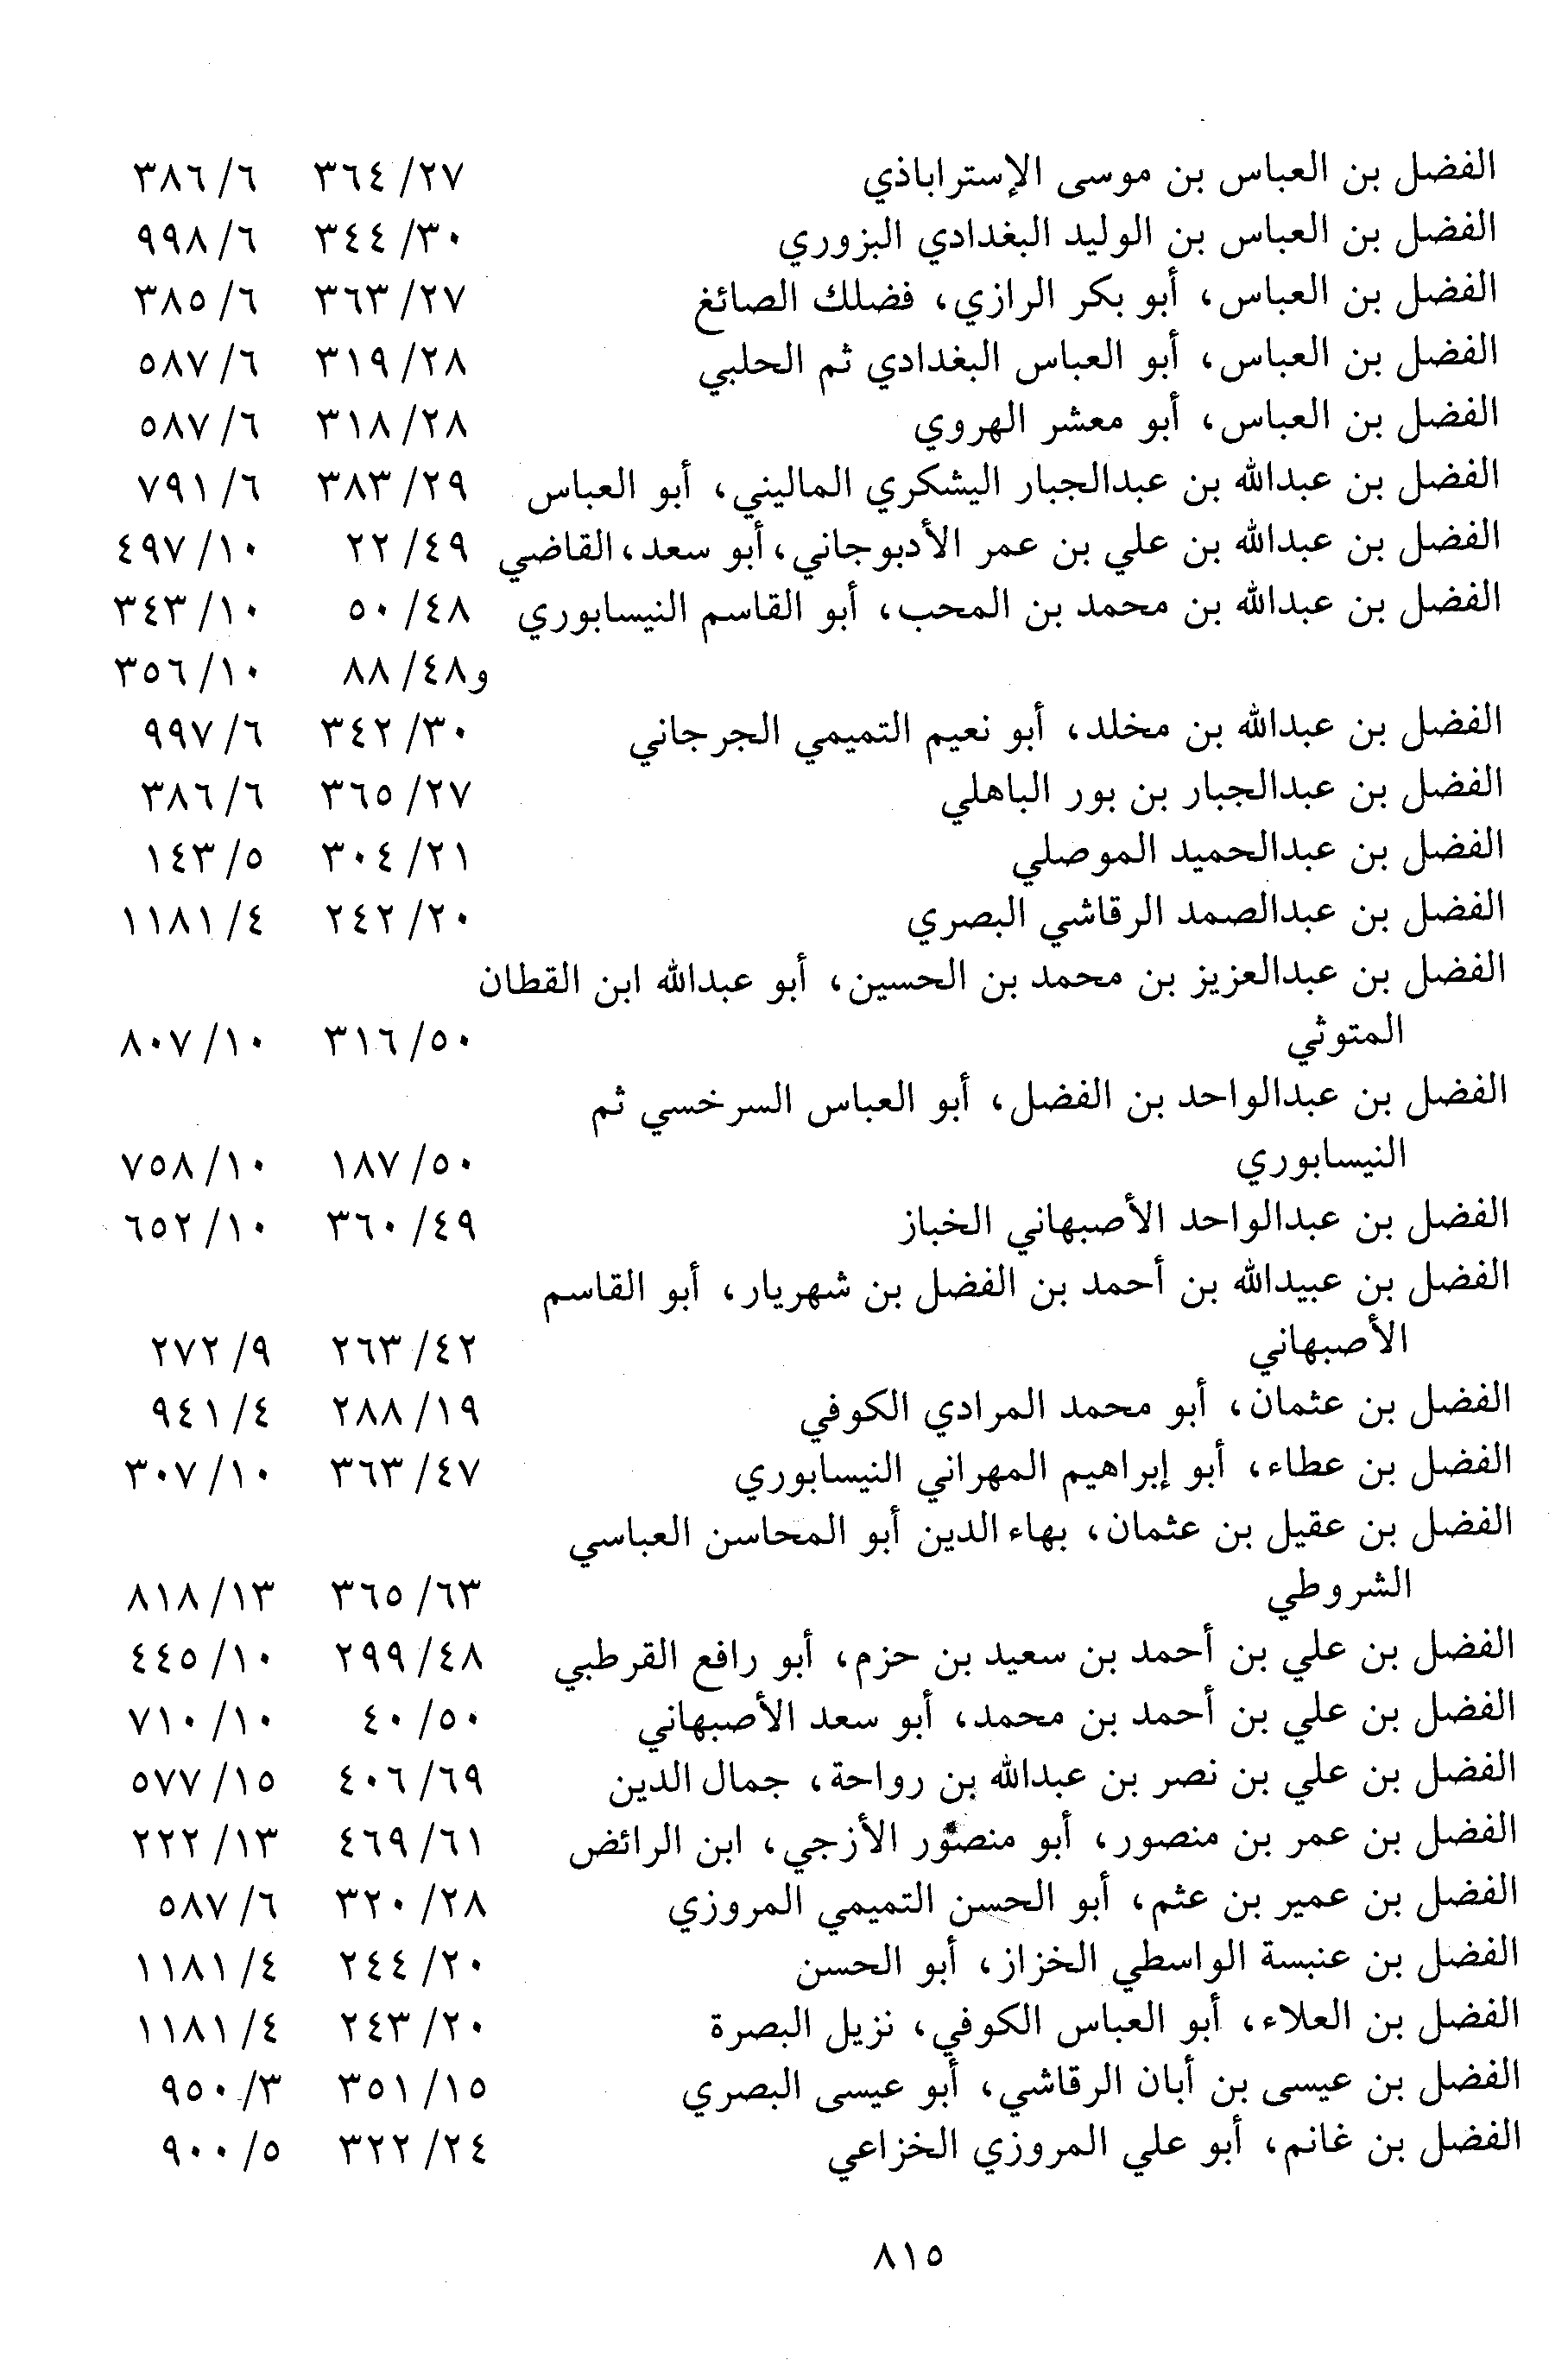 الفضل بن العباس بن موسى الإستراباذي ٢٧/ ٣٦٤ ٦/ ٣٨٦
الفضل بن العباس بن الوليد البغدادي البزوري ٣٠/ ٣٤٤ ٦/ ٩٩٨
الفضل بن العباس، أبو بكر الرازي، فضلك الصائغ ٢٧/ ٣٦٣ ٦/ ٣٨٥
الفضل بن العباس، أبو العباس البغدادي ثم الحلبي ٢٨/ ٣١٩ ٦/ ٥٨٧
الفضل بن العباس، أبو معشر الهروي ٢٨/ ٣١٨ ٦/ ٥٨٧
الفضل بن عبدالله بن عبدالجبار اليشكري الماليني، أبو العباس ٢٩/ ٣٨٣ ٦/ ٧٩١
الفضل بن عبدالله بن علي بن عمر الأدبوجاني، أبو سعد، القاضي ٤٩/ ٢٢ ١٠/ ٤٩٧
الفضل بن عبدالله بن محمد بن المحب، أبو القاسم النيسابوري ٤٨/ ٥٠ ١٠/ ٣٤٣
و٤٨/ ٨٨ ١٠/ ٣٥٦
الفضل بن عبدالله بن مخلد، أبو نعيم التميمي الجرجاني ٣٠/ ٣٤٢ ٦/ ٩٩٧
الفضل بن عبدالجبار بن بور الباهلي ٢٧/ ٣٦٥ ٦/ ٣٨٦
الفضل بن عبدالحميد الموصلي ٢١/ ٣٠٤ ٥/ ١٤٣
الفضل بن عبدالصمد الرقاشي البصري ٢٠/ ٢٤٢ ٤/ ١١٨١
الفضل بن عبدالعزيز بن محمد بن الحسين، أبو عبدالله ابن القطان
المتوثي ٥٠/ ٣١٦ ١٠/ ٨٠٧
الفضل بن عبدالواحد بن الفضل، أبو العباس السرخسي ثم
النيسابوري ٥٠/ ١٨٧ ١٠/ ٧٥٨
الفضل بن عبدالواحد الأصبهاني الخباز ٤٩/ ٣٦٠ ١٠/ ٦٥٢
الفضل بن عبيدالله بن أحمد بن الفضل بن شهريار، أبو القاسم
الأصبهاني ٤٢/ ٢٦٣ ٩/ ٢٧٢
الفضل بن عثمان، أبو محمد المرادي الكوفي ١٩/ ٢٨٨ ٤/ ٩٤١
الفضل بن عطاء، أبو إبراهيم المهراني النيسابوري ٤٧/ ٣٦٣ ١٠/ ٣٠٧
الفضل بن عقيل بن عثمان، بهاء الدين أبو المحاسن العباسي
الشروطي ٦٣/ ٣٦٥ ١٣/ ٨١٨
الفضل بن علي بن أحمد بن سعيد بن حزم، أبو رافع القرطبي ٤٨/ ٢٩٩ ١٠/ ٤٤٥
الفضل بن علي بن أحمد بن محمد، أبو سعد الأصبهاني ٥٠/ ٤٠ ١٠/ ٧١٠
الفضل بن علي بن نصر بن عبدالله بن رواحة، جمال الدين ٦٩/ ٤٠٦ ١٥/ ٥٧٧
الفضل بن عمر بن منصور، أبو منصور الأزجي، ابن الرائض ٦١/ ٤٦٩ ١٣/ ٢٢٢
الفضل بن عمير بن عثم، أبو الحسن التميمي المروزي ٢٨/ ٣٢٠ ٦/ ٥٨٧
الفضل بن عنبسة الواسطي الخزاز، أبو الحسن ٢٠/ ٢٤٤ ٤/ ١١٨١
الفضل بن العلاء، أبو العباس الكوفي، نزيل البصرة ٢٠/ ٢٤٣ ٤/ ١١٨١
الفضل بن عيسى بن أبان الرقاشي، أبو عيسى البصري ١٥/ ٣٥١ ٣/ ٩٥٠
الفضل بن غانم، أبو علي المروزي الخزاعي ٢٤/ ٣٢٢ ٥/ ٩٠٠
٨١٥